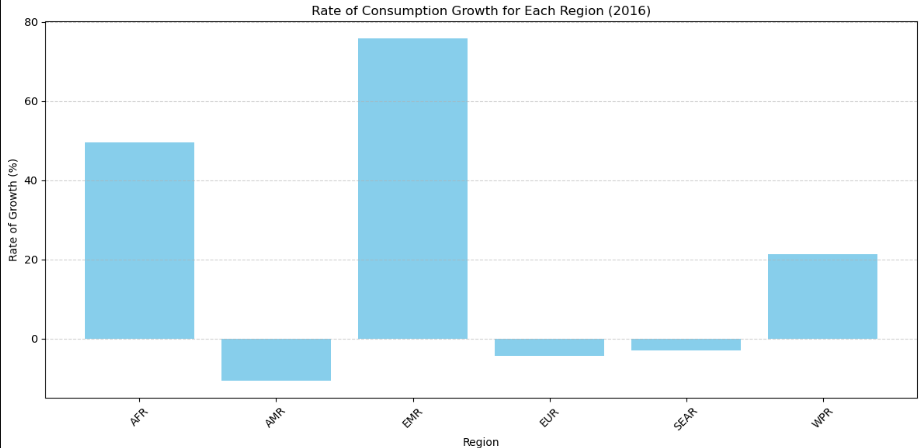 Rate of Consumption Growth for Each Region (2016)
Rate of Growth (%)
80
60
40
20
0
AFR
AMR
EMR
EUR
SEAR
WPR
Region